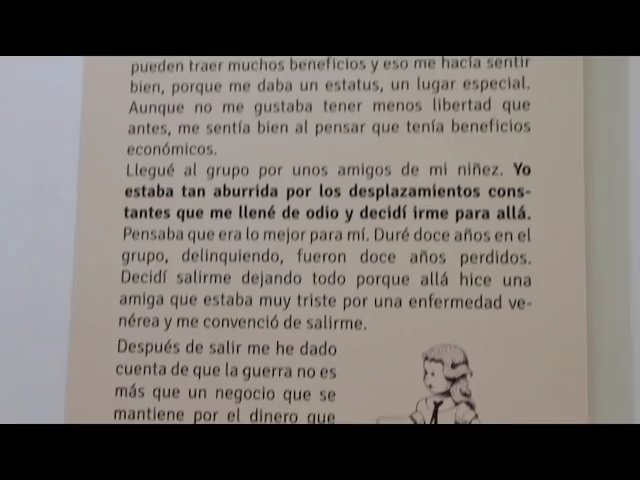 pueden traer muchos beneficios y eso me hacía sentir
bien, porque me daba un estatus, un lugar especial.
Aunque no me gustaba tener menos libertad que
antes, me sentía bien al pensar que tenía beneficios
económicos.
Llegué al grupo por unos amigos de mi niñez. Yo
estaba tan aburrida por los desplazamientos cons-
tantes que me llené de odio y decidí irme para allá.
Pensaba que era lo mejor para mí. Duré doce años en el
grupo, delinquiendo, fueron doce años perdidos.
Decidí salirme dejando todo porque allá hice una
amiga que estaba muy triste por una enfermedad ve-
nérea y me convenció de salirme.
Después de salir me he dado
cuenta de que la guerra no es
más que un negocio que se
mantiene por el dinero que